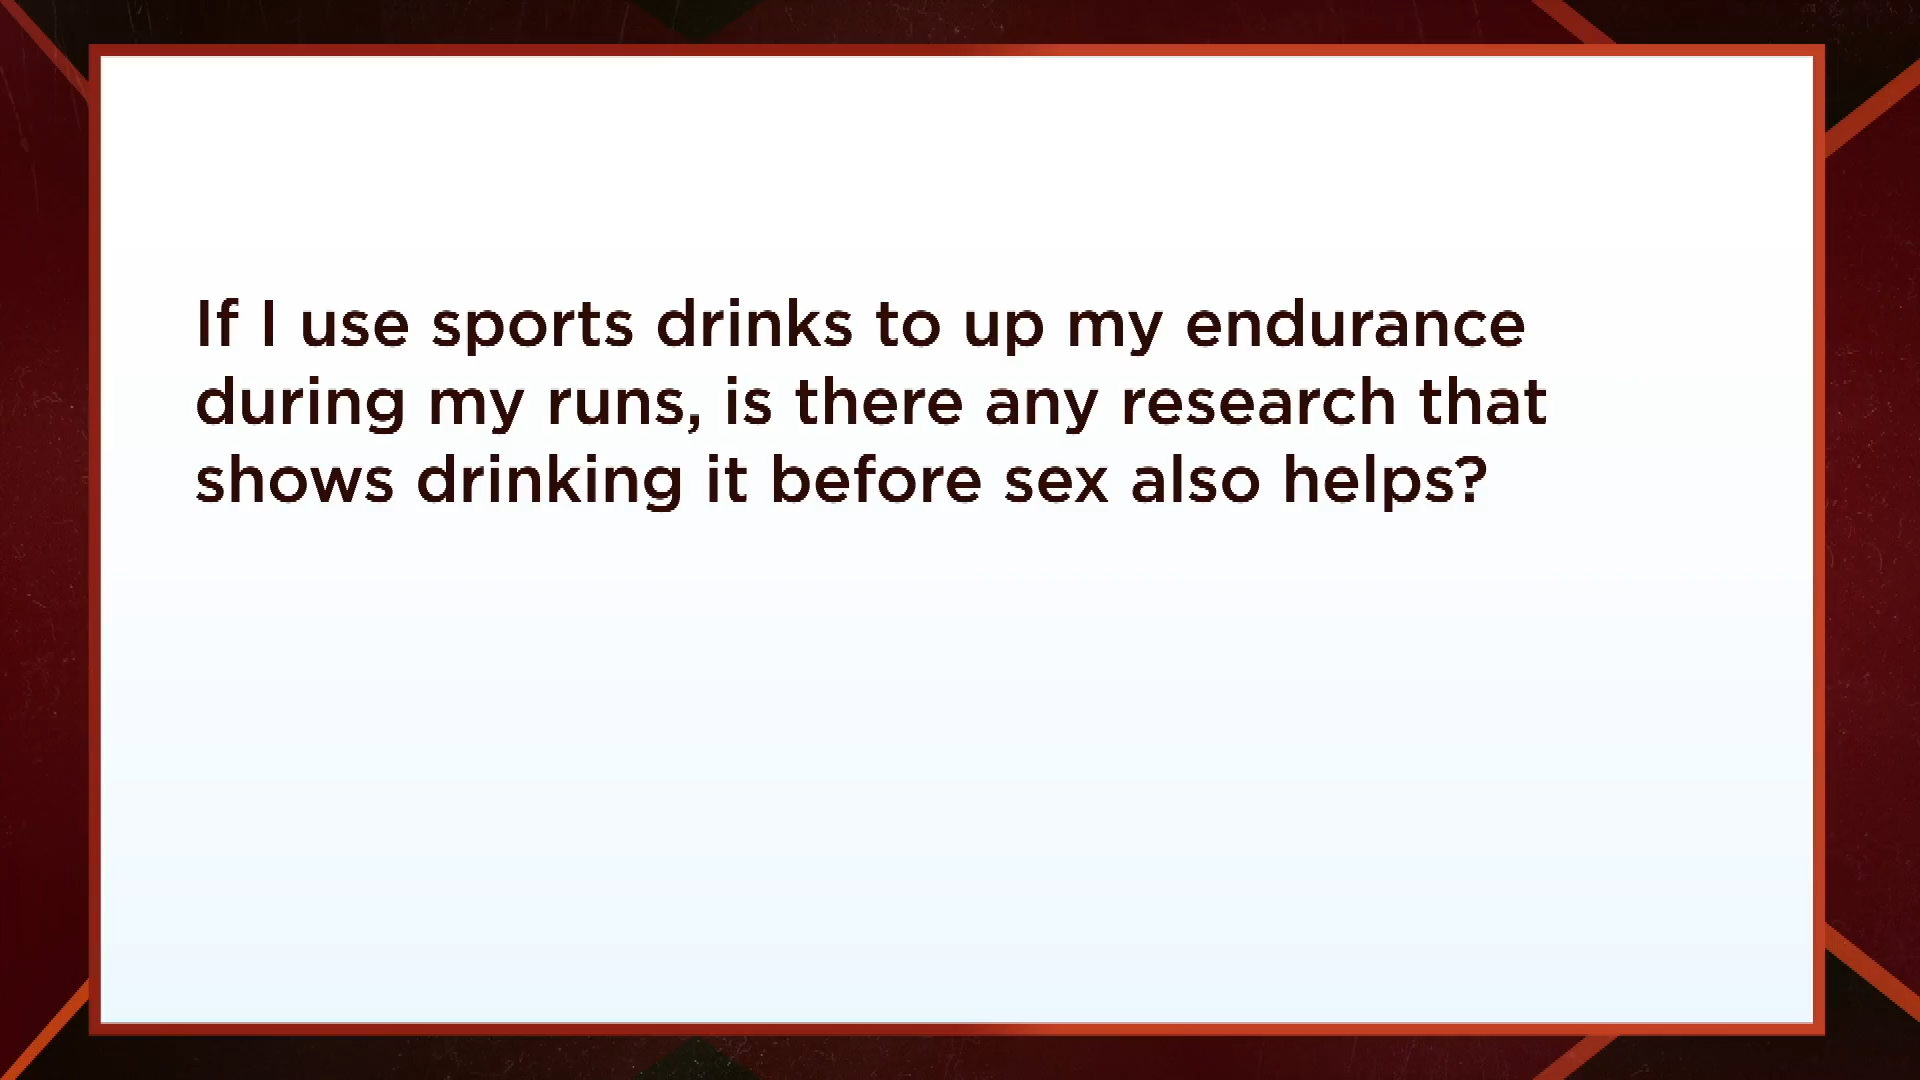 If I use sports drinks to up my endurance
during my runs, is there any research that
shows drinking it before sex also helps?